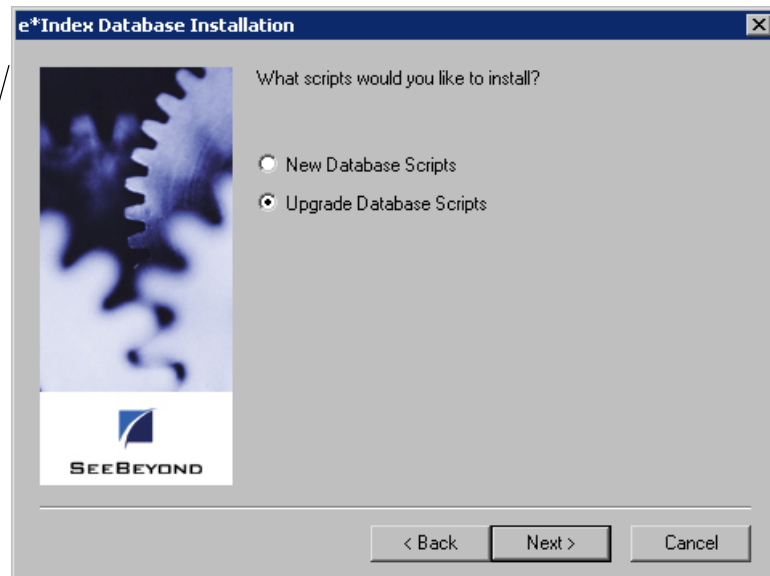 e*Index Database Installation
What scripts would you like to install?
New Database Scripts
Upgrade Database Scripts
SEEBEYOND
< Back
Next >
Cancel